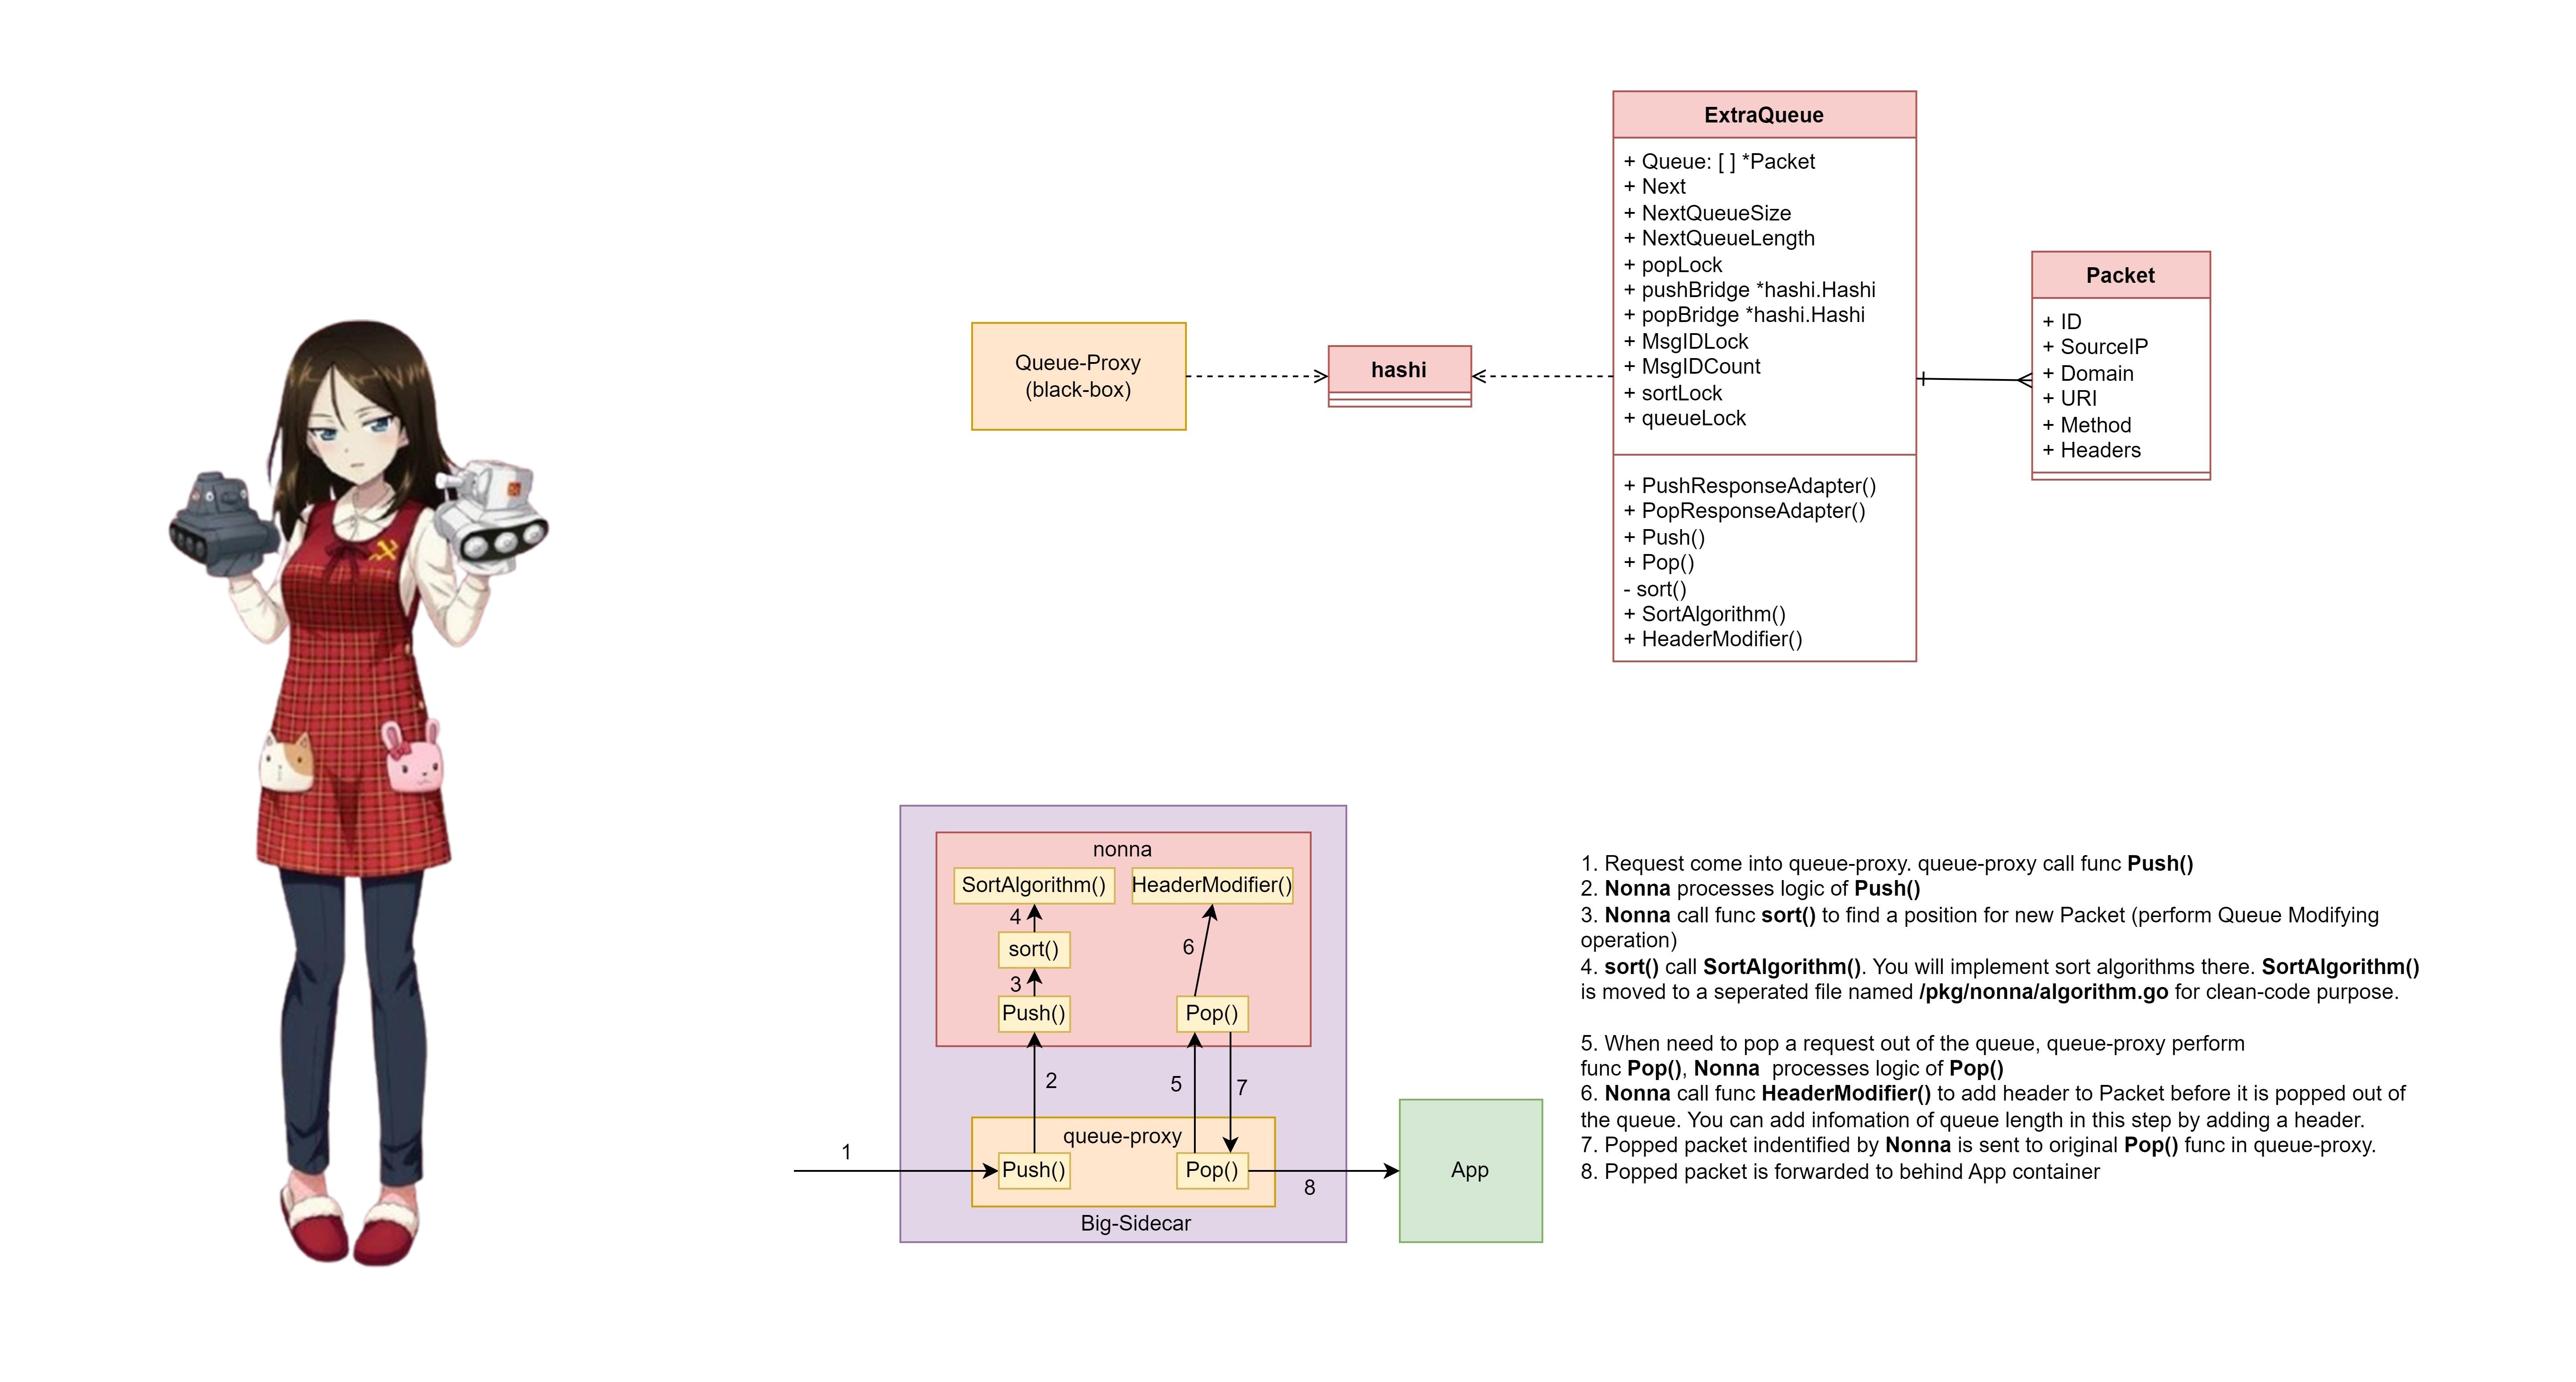 ExtraQueue
+ Queue: [ ] *Packet
+ Next
+ NextQueueSize
+ NextQueueLength
+ popLock
+ pushBridge *hashi.Hashi
+ popBridge *hashi.Hashi
+ MsgIDLock
+ MsgIDCount
+ sortLock
+ queueLock
+ PushResponseAdapter()
+ PopResponseAdapter()
+ Push()
+ Pop()
- sort()
+ SortAlgorithm()
+ HeaderModifier()
Packet
+ ID
+ SourceIP
+ Domain
+ URI
+ Method
+ Headers
Queue-Proxy
(black-box)
hashi
nonna
SortAlgorithm()
HeaderModifier()
4
sort()
6
3
Push()
Pop()
2
5
7
queue-proxy
1
Push()
Pop()
8
App
Big-Sidecar
1. Request come into queue-proxy. queue-proxy call func Push()
2. Nonna processes logic of Push()
3. Nonna call func sort() to find a position for new Packet (perform Queue Modifying
operation)
4. sort() call SortAlgorithm(). You will implement sort algorithms there. SortAlgorithm()
is moved to a seperated file named /pkg/nonna/algorithm.go for clean-code purpose.
5. When need to pop a request out of the queue, queue-proxy perform
func Pop(), Nonna  processes logic of Pop()
6. Nonna call func HeaderModifier() to add header to Packet before it is popped out of
the queue. You can add infomation of queue length in this step by adding a header.
7. Popped packet indentified by Nonna is sent to original Pop() func in queue-proxy.
8. Popped packet is forwarded to behind App container